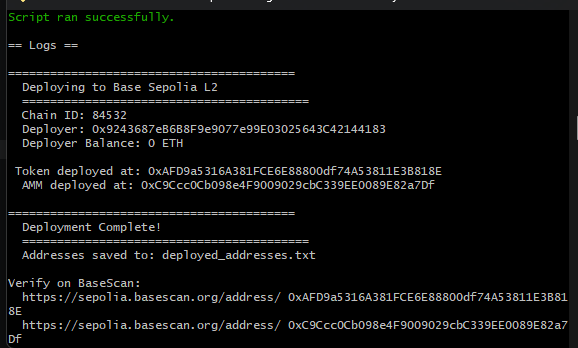 Script ran successfully.
== Logs ==
=========================================
Deploying to Base Sepolia L2
=========================================
Chain ID: 84532
Deployer: 0x9243687eB6B8F9e9077e99E03025643C42144183
Deployer Balance: 0 ETH
Token deployed at: 0xAFD9a5316A381FCE6E88800df74A53811E3B818E
AMM deployed at: 0xC9Ccc0Cb098e4F9009029cbC339EE0089E82a7Df
=========================================
Deployment Complete!
=========================================
Addresses saved to: deployed_addresses.txt
Verify on BaseScan:
https://sepolia.basescan.org/address/ 0xAFD9a5316A381FCE6E88800df74A53811E3B81
8E
https://sepolia.basescan.org/address/ 0xC9Ccc0Cb098e4F9009029cbC339EE0089E82a7
Df